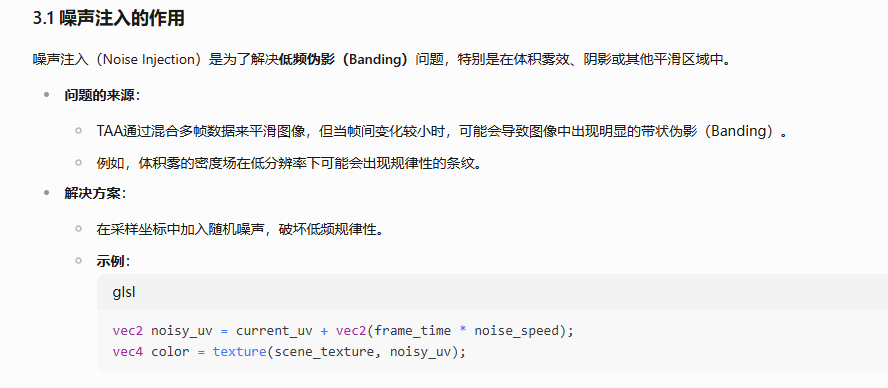 3.1 噪声注入的作用
噪声注入（Noise Injection）是为了解决低频伪影（Banding）问题，特别是在体积雾效、阴影或其他平滑区域中。
问题的来源：
TAA通过混合多帧数据来平滑图像，但当帧间变化较小时，可能会导致图像中出现明显的带状伪影（Banding）。
例如，体积雾的密度场在低分辨率下可能会出现规律性的条纹。
解决方案：
在采样坐标中加入随机噪声，破坏低频规律性。
示例：
glsl
vec2 noisy_uv = current_uv + vec2(frame_time * noise_speed);
vec4 color = texture(scene_texture, noisy_uv);